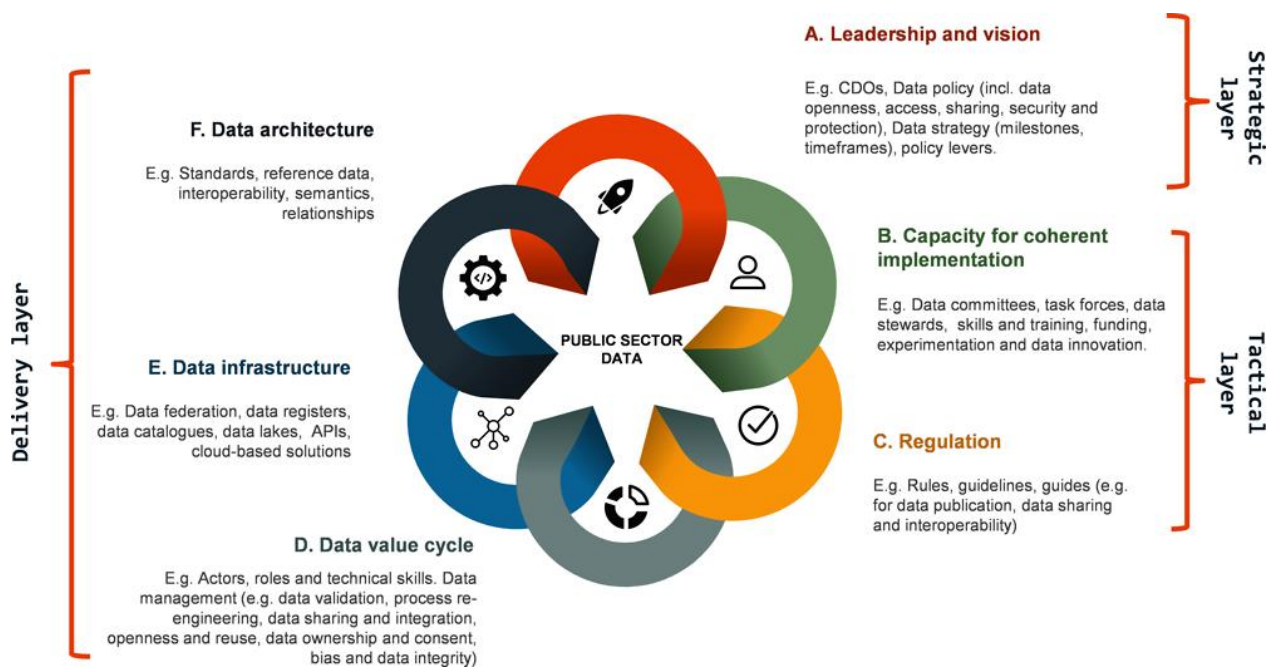 A. Leadership and vision
E.g. CDOs, Data policy (incl. data
openness, access, sharing, security and
protection), Data strategy (milestones,
timeframes), policy levers.
Strategic
layer
B. Capacity for coherent
implementation
E.g. Data committees, task forces, data
stewards, skills and training, funding,
experimentation and data innovation.
C. Regulation
E.g. Rules, guidelines, guides (e.g.
for data publication, data sharing
and interoperability)
Tactical
layer
D. Data value cycle
E.g. Actors, roles and technical skills. Data
management (e.g. data validation, process re-
engineering, data sharing and integration,
openness and reuse, data ownership and consent,
bias and data integrity)
E. Data infrastructure
E.g. Data federation, data registers,
data catalogues, data lakes, APIs,
cloud-based solutions
F. Data architecture
E.g. Standards, reference data,
interoperability, semantics,
relationships
Delivery layer
PUBLIC SECTOR
DATA
</>